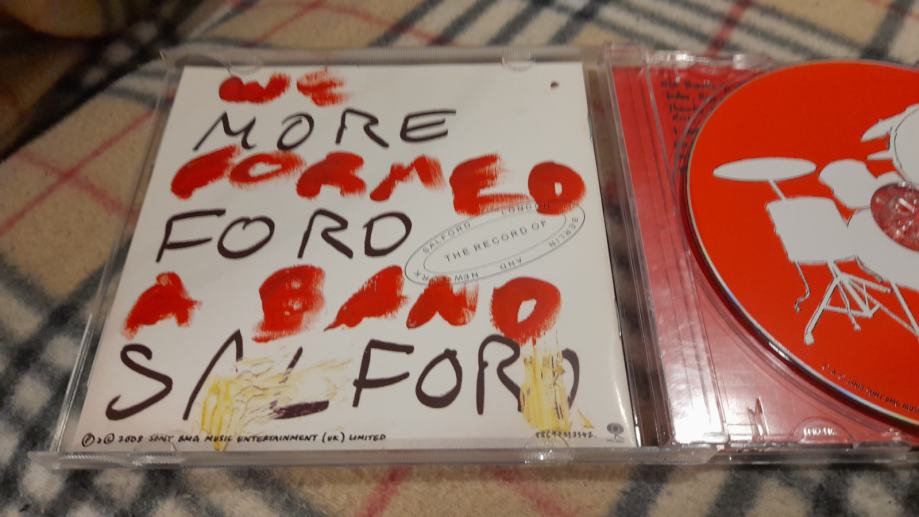 WE
MORE
FORMED
FORD
SALFORD LONDON BERLIN AND NEW YORK
THE RECORD OF
A BAND
SALFORD
Ⓟ & © 2008 SONY BMG MUSIC ENTERTAINMENT (UK) LIMITED